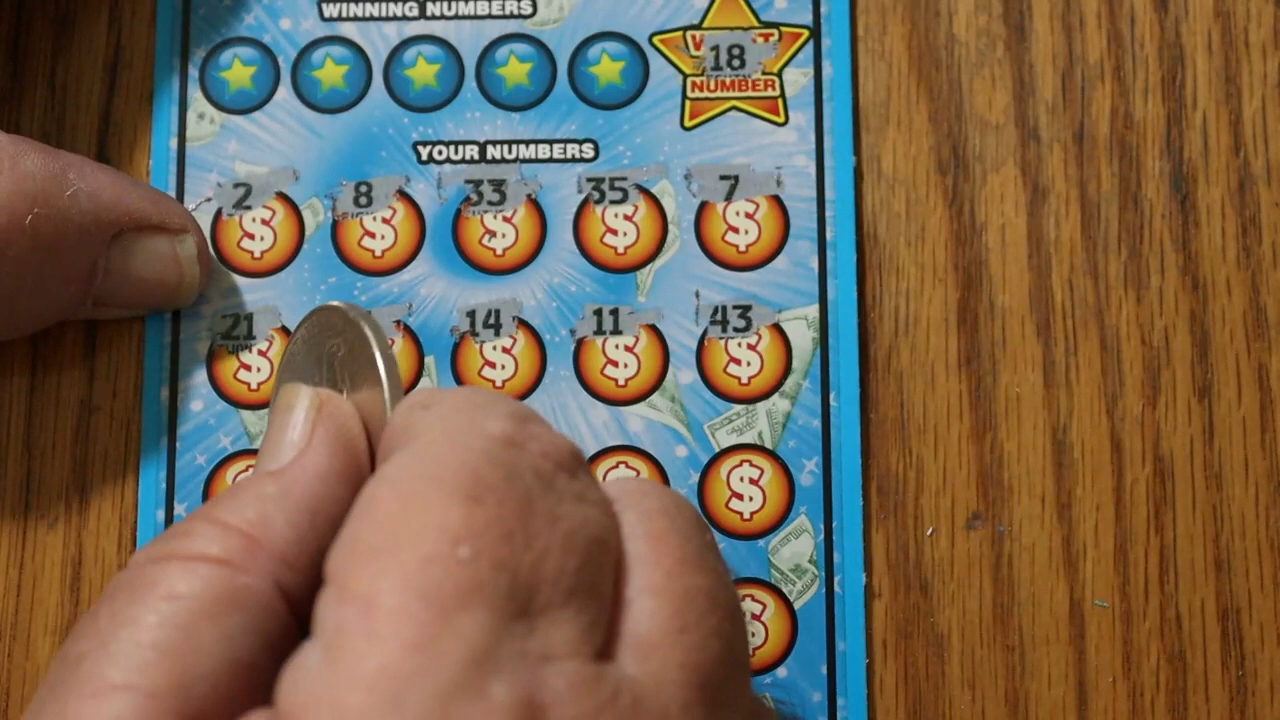 WINNING NUMBERS
18
NUMBER
YOUR NUMBERS
2 8 33 35 7
21 14 11 43